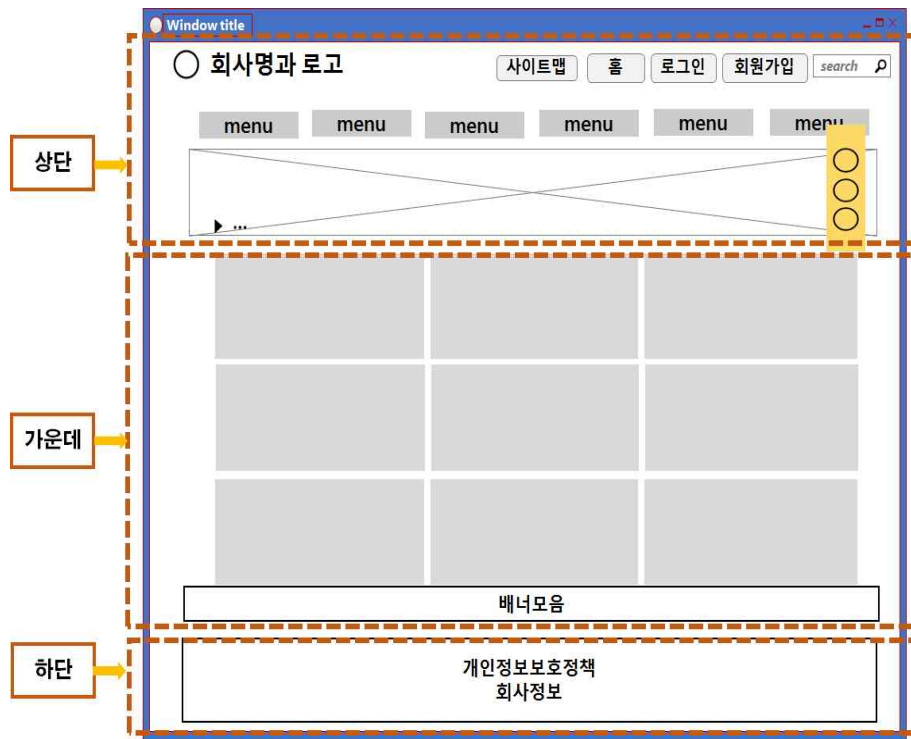 Window title
회사명과 로고
사이트맵
홈
로그인
회원가입
search
menu
menu
menu
menu
menu
menu
상단
...
가운데
배너모음
하단
개인정보보호정책
회사정보